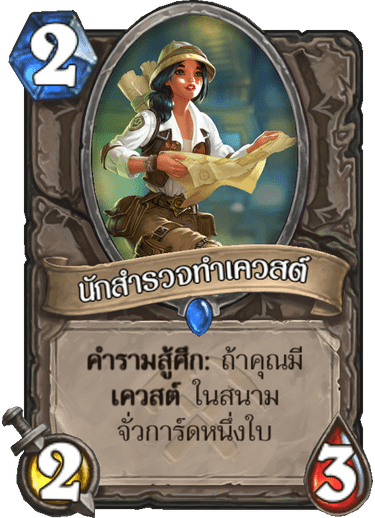 2
นักสำรวจทำเควสต์
คำรามสู้ศึก: ถ้าคุณมี
เควสต์ ในสนาม
จั่วการ์ดหนึ่งใบ
2
3